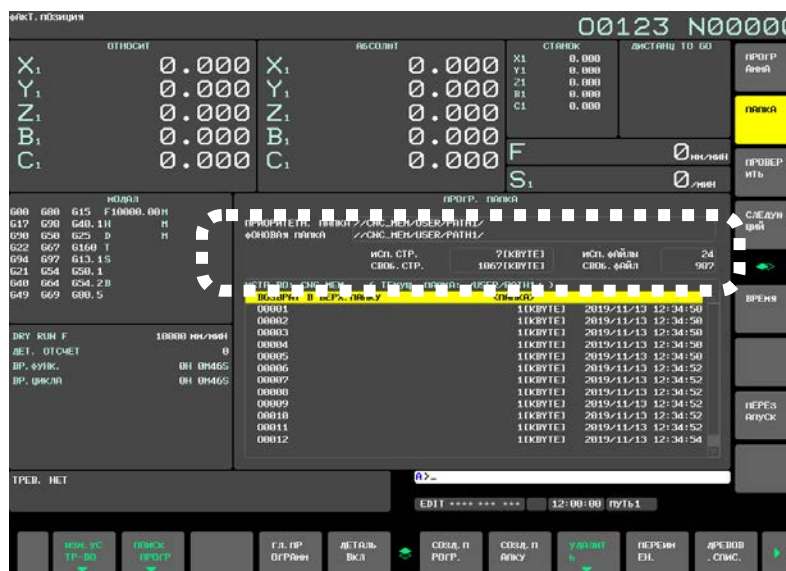 ФАКТ.ПОЗИЦИЯ
O0123 N00000
ОТНОСИТ
X1 0.000
Y1 0.000
Z1 0.000
B1 0.000
C1 0.000
АБСОЛЮТ
X1 0.000
Y1 0.000
Z1 0.000
B1 0.000
C1 0.000
СТАНОК
X1 0.000
Y1 0.000
Z1 0.000
B1 0.000
C1 0.000
ДИСТАНЦ TO GO
F 0 ММ/МИН
S1 0 /МИН
МОДАЛ
G00 G80 G15 F10000.00 M
G17 G98 G40.1 H M
G90 G50 G25 D M
G22 G67 G160 T
G94 G97 G13.1 S
G21 G54 G50.1
G40 G64 G54.2 B
G49 G69 G80.5
DRY RUN F 10000 ММ/МИН
ДЕТ. ОТСЧЕТ 0
ВР.ФУНК. 0H 0M46S
ВР.ЦИКЛА 0H 0M46S
ПРОГР. ПАПКА
ПРИОРИТЕТН. ПАПКА //CNC_MEM/USER/PATH1/
ФОНОВАЯ ПАПКА //CNC_MEM/USER/PATH1/
ИСП.СТР. 71[KBYTE] ИСП.ФАЙЛЫ 24
СВОБ.СТР. 1067[KBYTE] СВОБ.ФАЙЛ 987
УСТР-ВО: CNC_MEM ( ТЕКУЩ. ПАПКА: /USER/PATH1/ )
ВОЗВРАТ В ВЕРХ.ПАПКУ <ПАПКА>
O0001 1[KBYTE] 2019/11/13 12:34:50
O0002 1[KBYTE] 2019/11/13 12:34:50
O0003 1[KBYTE] 2019/11/13 12:34:50
O0004 1[KBYTE] 2019/11/13 12:34:50
O0005 1[KBYTE] 2019/11/13 12:34:50
O0006 1[KBYTE] 2019/11/13 12:34:52
O0007 1[KBYTE] 2019/11/13 12:34:52
O0008 1[KBYTE] 2019/11/13 12:34:52
O0009 1[KBYTE] 2019/11/13 12:34:52
O0010 1[KBYTE] 2019/11/13 12:34:52
O0011 1[KBYTE] 2019/11/13 12:34:52
O0012 1[KBYTE] 2019/11/13 12:34:54
ТРЕВ. НЕТ
A>_
EDIT **** *** *** 12:00:00 ПУТЬ1
ПРОГР
АММА
ПАПКА
ПРОВЕР
ИТЬ
СЛЕДУЮ
ЩИЙ
ВРЕМЯ
ПЕРЕЗ
АПУСК
ИЗМ.УС
ТР-ВО
ПОИСК
ПРОГР
ГЛ.ПР
ОГРАММ
ДЕТАЛЬ
ВКЛ
СОЗД.П
РОГР.
СОЗД.П
АПКУ
УДАЛИТ
Ь
ПЕРЕИМ
ЕН.
ДРЕВОВ
.СПИС.